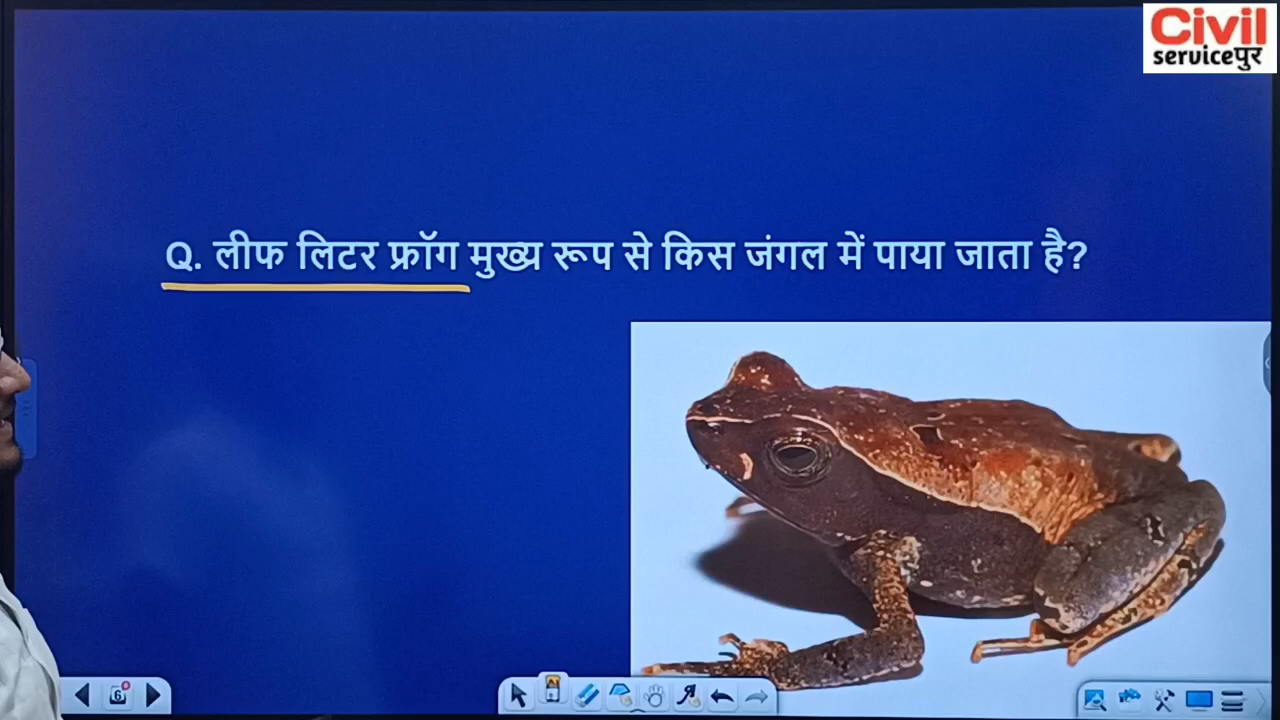 Civil
serviceपुर
Q. लीफ लिटर फ्रॉग मुख्य रूप से किस जंगल में पाया जाता है?
6